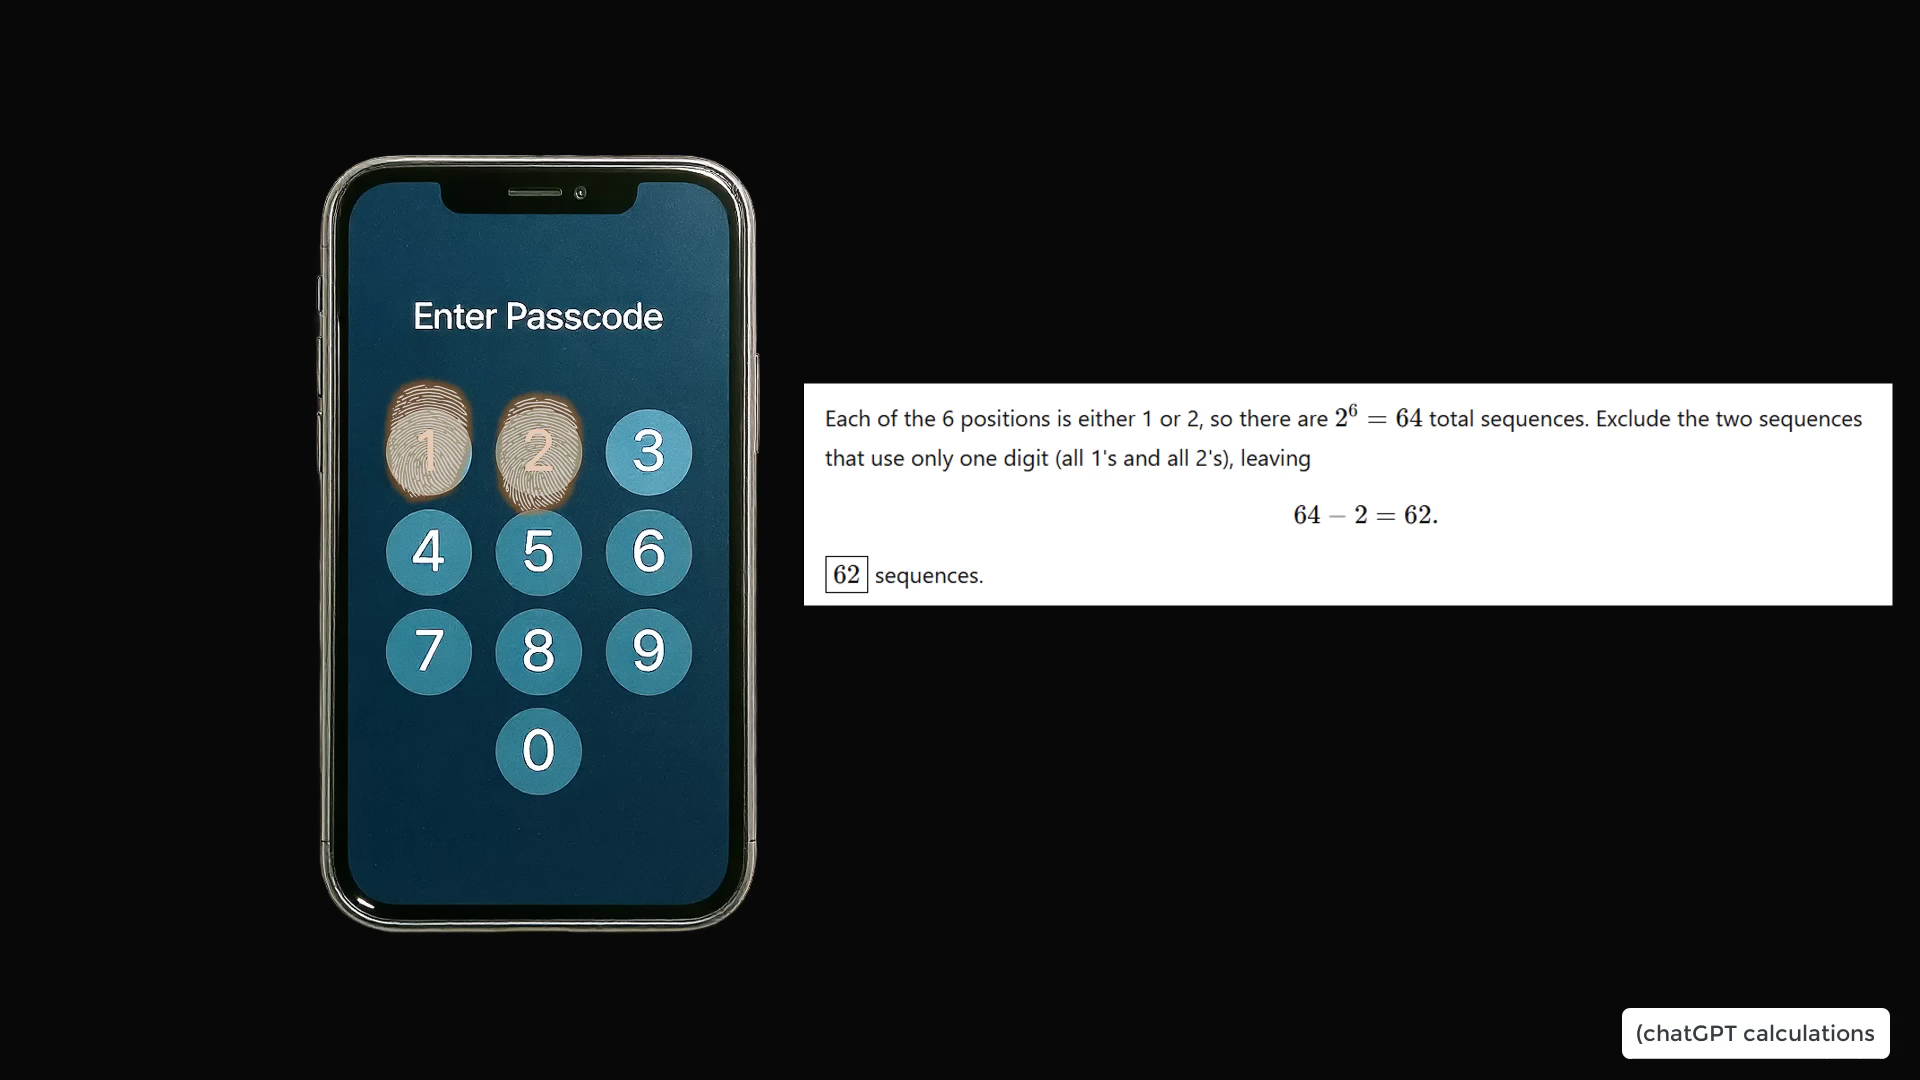 Enter Passcode
1 2 3
4 5 6
7 8 9
0
Each of the 6 positions is either 1 or 2, so there are 2⁶ = 64 total sequences. Exclude the two sequences
that use only one digit (all 1's and all 2's), leaving
64 − 2 = 62.
62 sequences.
(chatGPT calculations